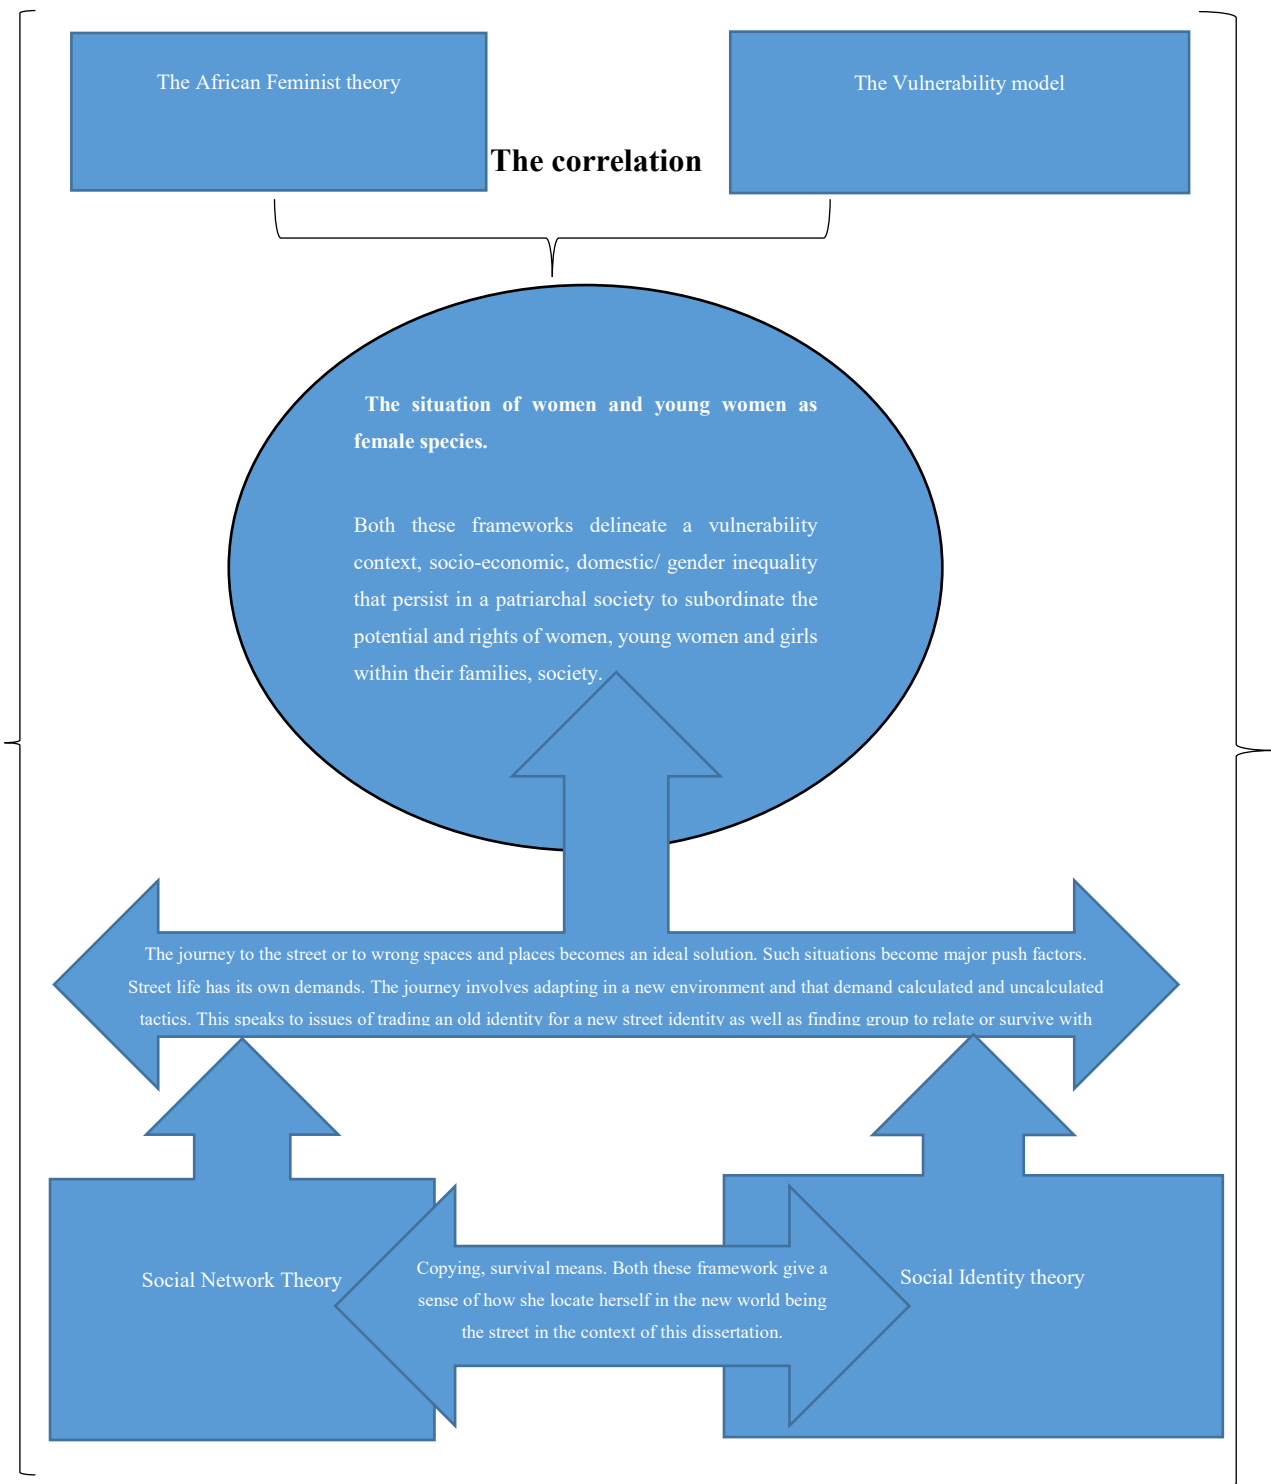 The African Feminist theory
The Vulnerability model
The correlation
The situation of women and young women as
female species.
Both these frameworks delineate a vulnerability
context, socio-economic, domestic/ gender inequality
that persist in a patriarchal society to subordinate the
potential and rights of women, young women and girls
within their families, society.
The journey to the street or to wrong spaces and places becomes an ideal solution. Such situations become major push factors.
Street life has its own demands. The journey involves adapting in a new environment and that demand calculated and uncalculated
tactics. This speaks to issues of trading an old identity for a new street identity as well as finding group to relate or survive with
Social Network Theory
Copying, survival means. Both these framework give a
sense of how she locate herself in the new world being
the street in the context of this dissertation.
Social Identity theory